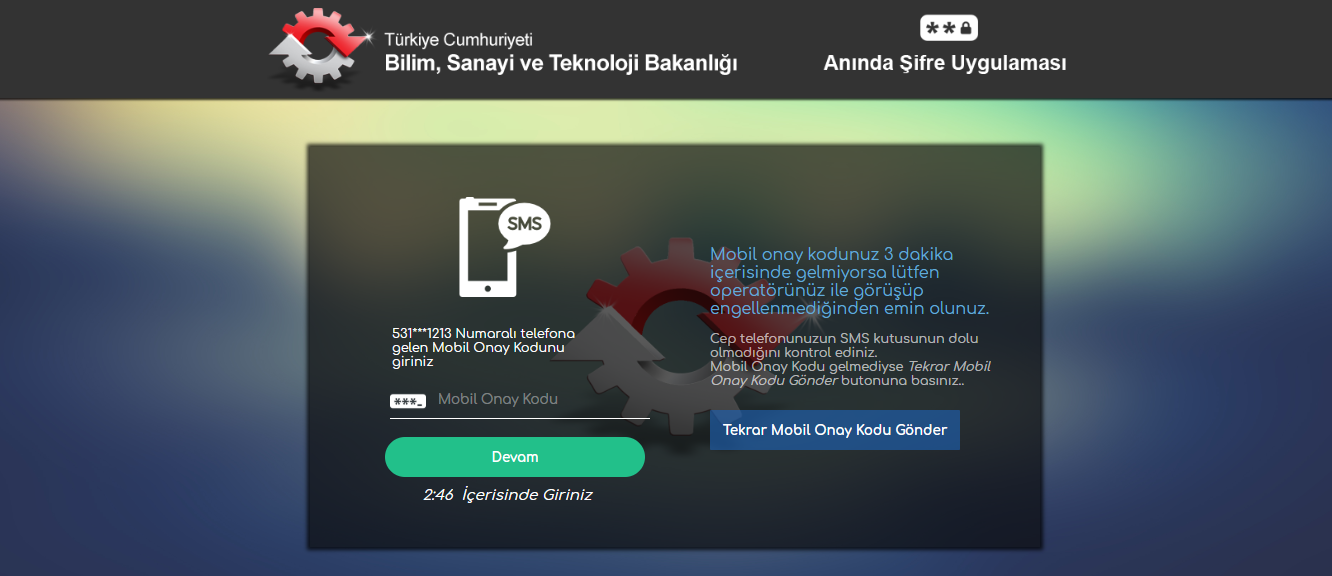 Türkiye Cumhuriyeti
Bilim, Sanayi ve Teknoloji Bakanlığı
**
Anında Şifre Uygulaması
SMS
531***1213 Numaralı telefona
gelen Mobil Onay Kodunu
giriniz
***_ Mobil Onay Kodu
Devam
2:46 İçerisinde Giriniz
Mobil onay kodunuz 3 dakika
içerisinde gelmiyorsa lütfen
operatörünüz ile görüşüp
engellenmediğinden emin olunuz.
Cep telefonunuzun SMS kutusunun dolu
olmadığını kontrol ediniz.
Mobil Onay Kodu gelmediyse Tekrar Mobil
Onay Kodu Gönder butonuna basınız..
Tekrar Mobil Onay Kodu Gönder